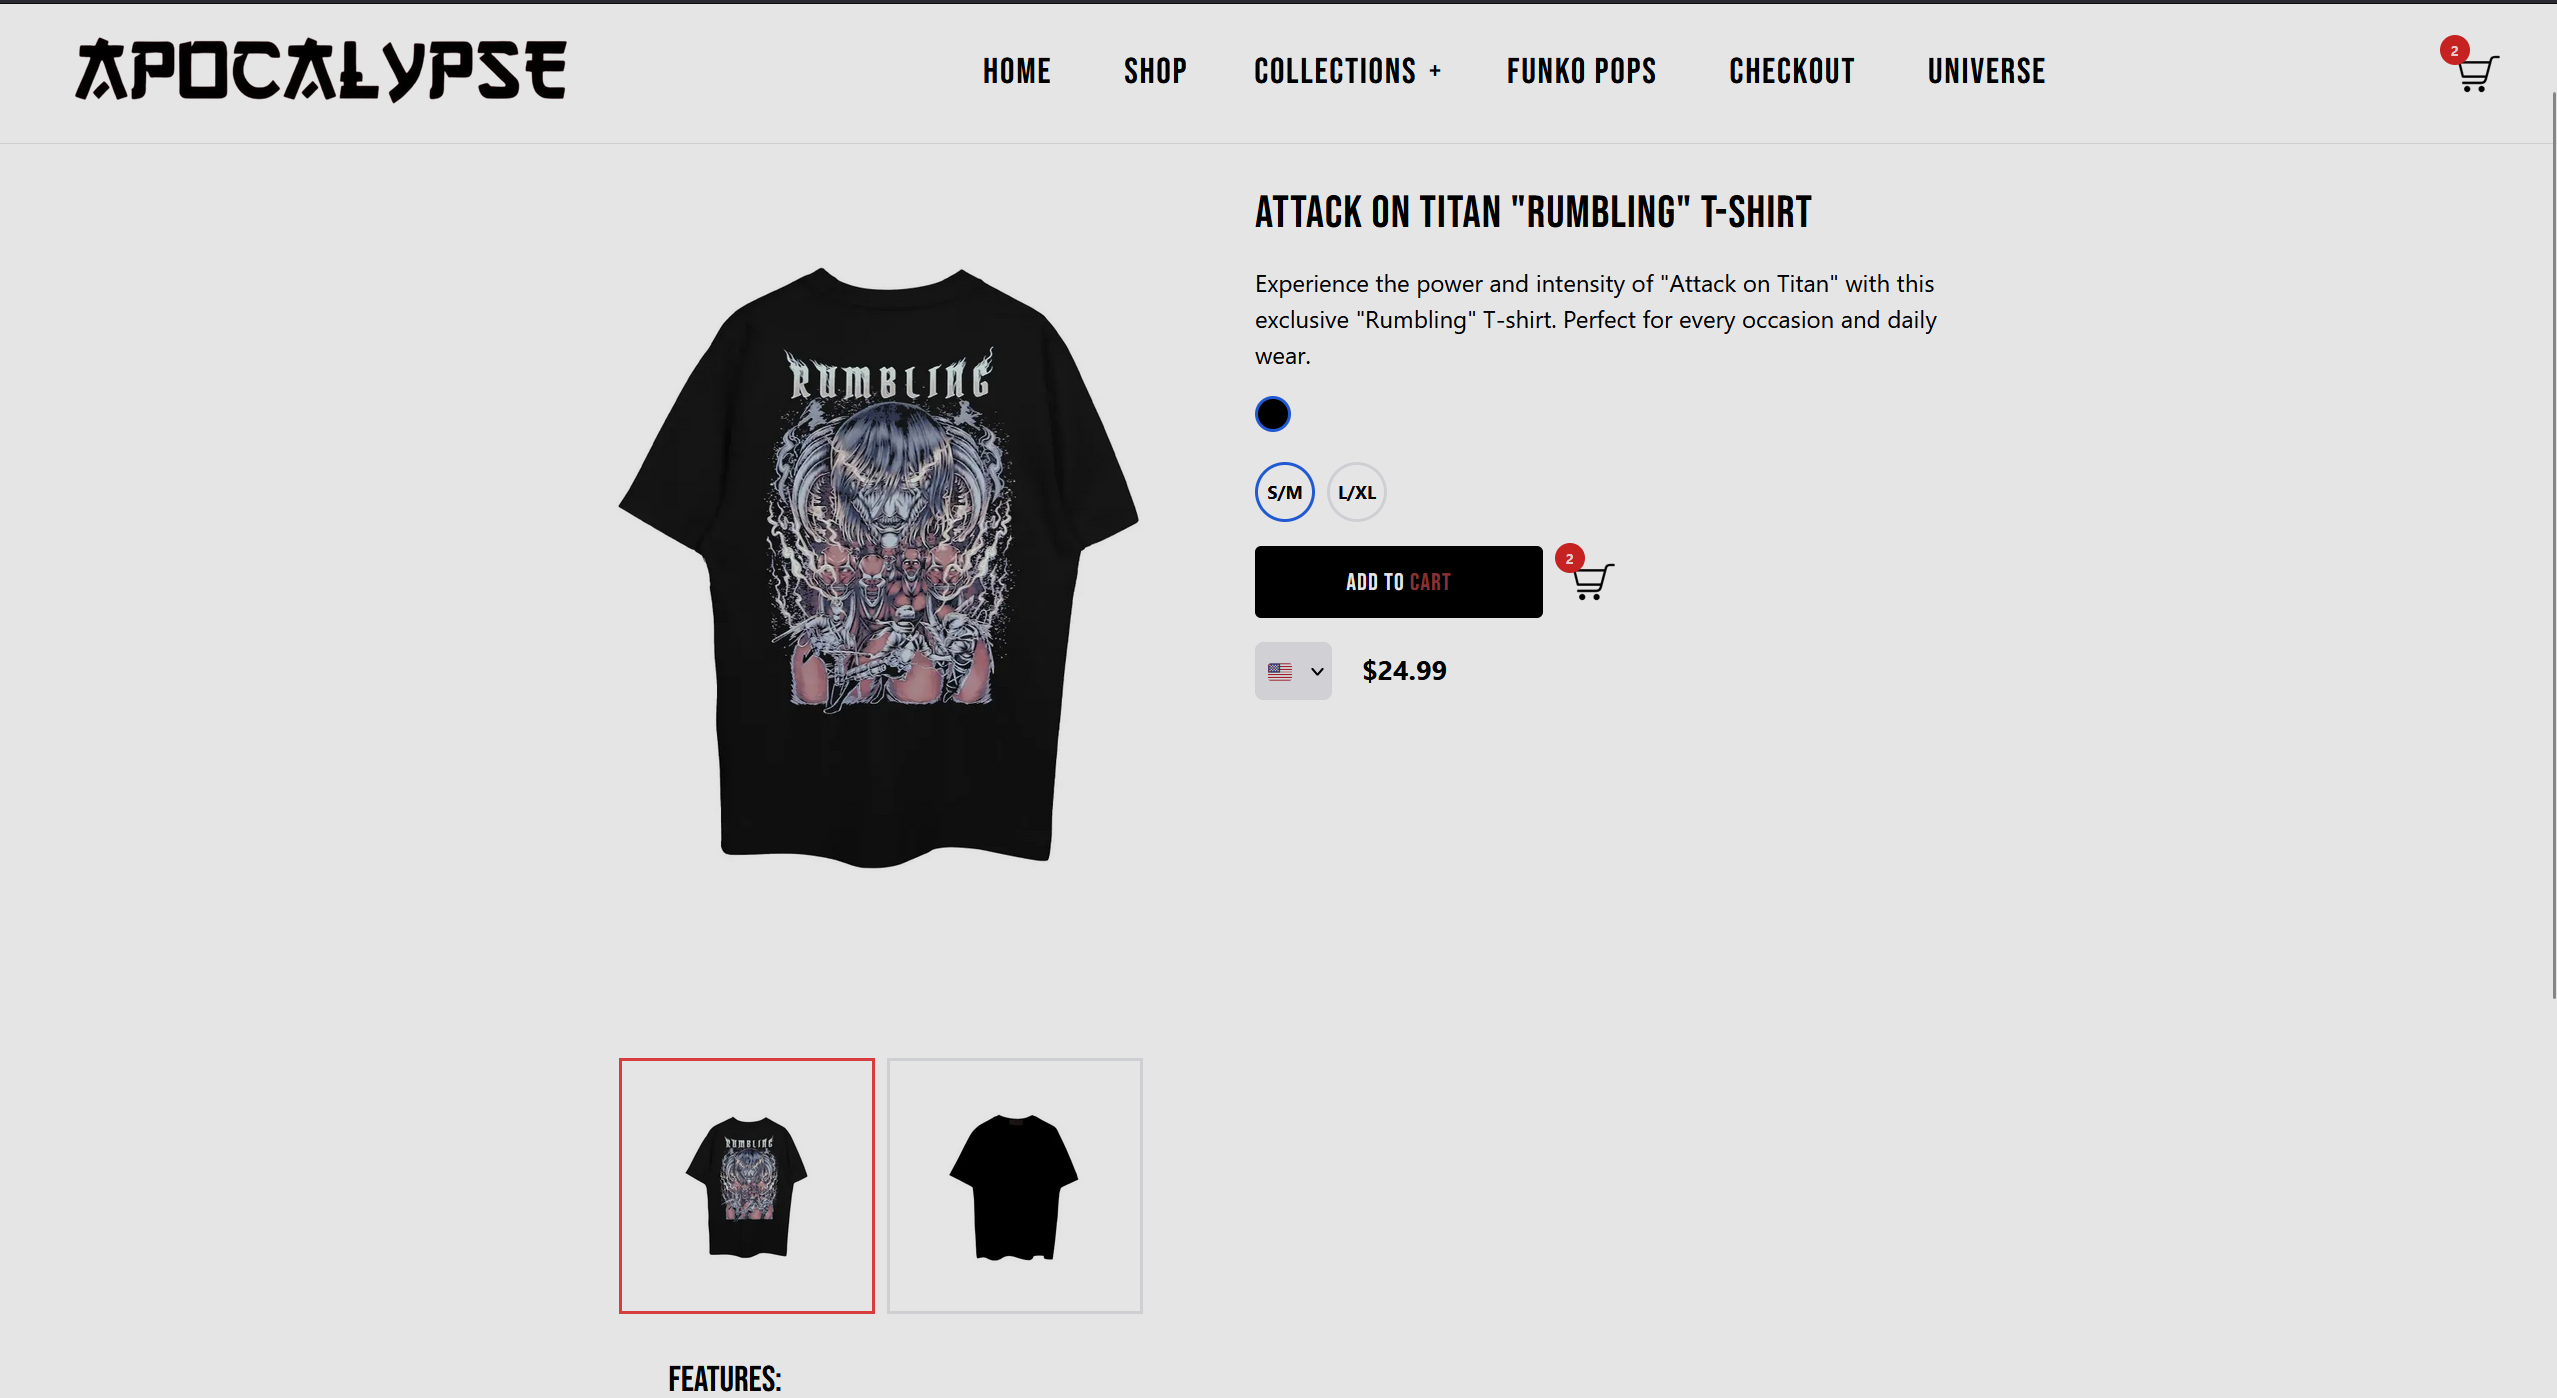 APOCALYPSE
HOME
SHOP
COLLECTIONS +
FUNKO POPS
CHECKOUT
UNIVERSE
2
ATTACK ON TITAN "RUMBLING" T-SHIRT
Experience the power and intensity of "Attack on Titan" with this
exclusive "Rumbling" T-shirt. Perfect for every occasion and daily
wear.
RUMBLING
S/M
L/XL
ADD TO CART
2
$24.99
RUMBLING
FEATURES: